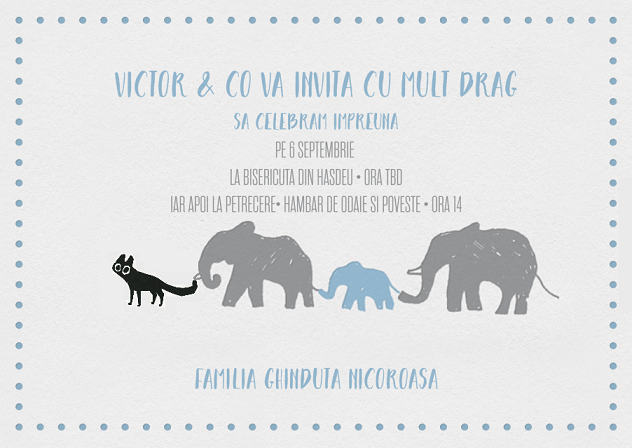 VICTOR & CO VA INVITA CU MULT DRAG
SA CELEBRAM IMPREUNA
PE 6 SEPTEMBRIE
LA BISERICUTA DIN HASDEU • ORA TBD
IAR APOI LA PETRECERE• HAMBAR DE ODAIE SI POVESTE • ORA 14
FAMILIA GHINDUTA NICOROASA